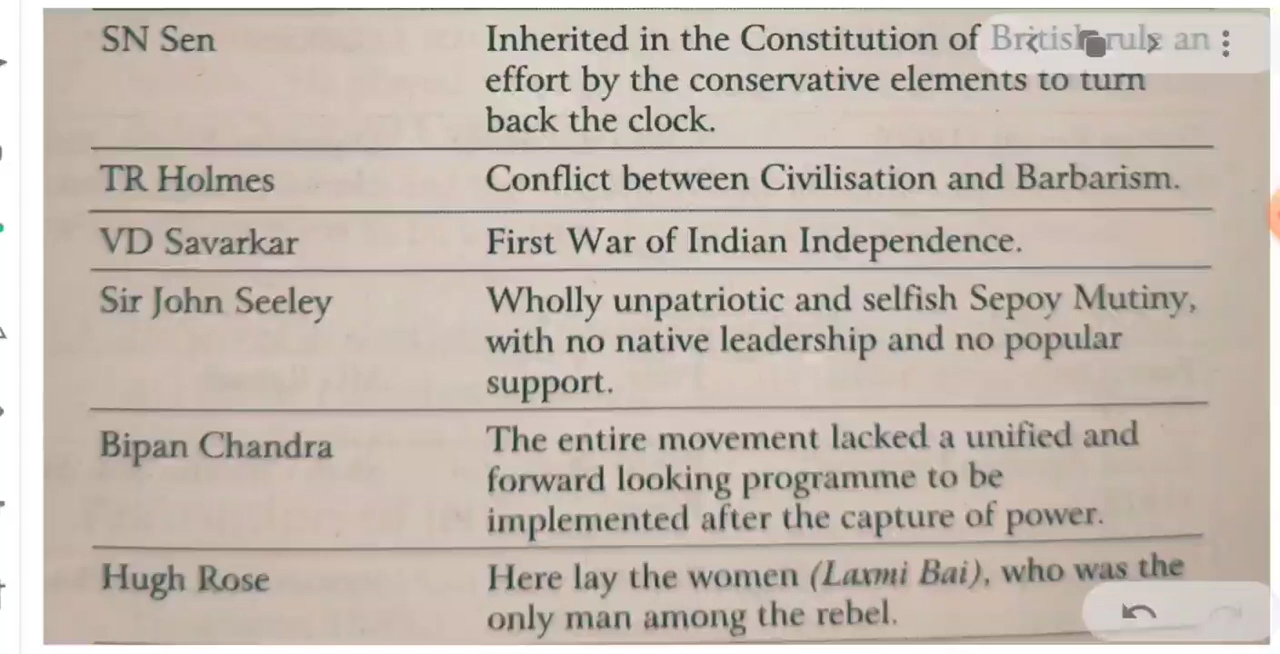 SN Sen
Inherited in the Constitution of British rule an
effort by the conservative elements to turn
back the clock.
TR Holmes
Conflict between Civilisation and Barbarism.
VD Savarkar
First War of Indian Independence.
Sir John Seeley
Wholly unpatriotic and selfish Sepoy Mutiny,
with no native leadership and no popular
support.
Bipan Chandra
The entire movement lacked a unified and
forward looking programme to be
implemented after the capture of power.
Hugh Rose
Here lay the women (Laxmi Bai), who was the
only man among the rebel.